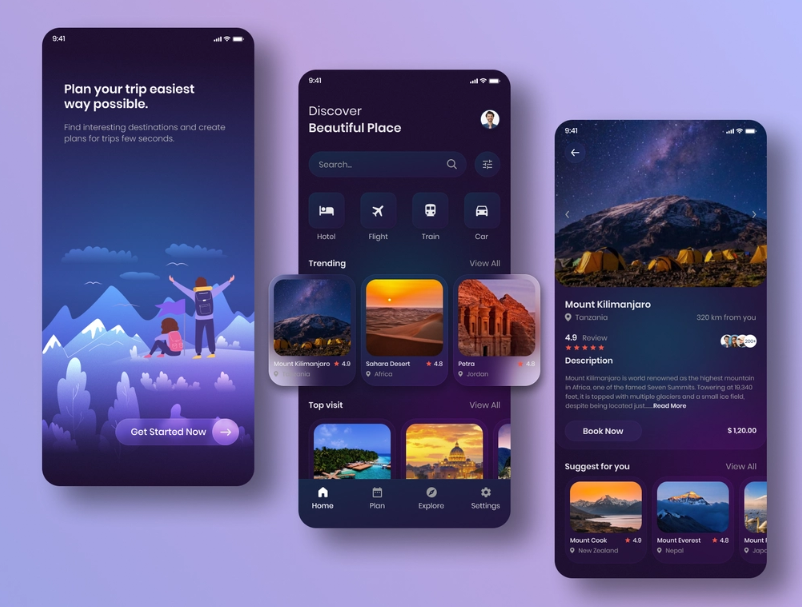 9:41
Plan your trip easiest
way possible.
Find interesting destinations and create
plans for trips few seconds.
Get Started Now
9:41
Discover
Beautiful Place
Search...
Hotel
Flight
Train
Car
Trending
View All
Mount Kilimanjaro
4.9
Sahara Desert
4.9
Africa
Petra
4.8
Jordan
Top visit
View All
Home
Plan
Explore
Settings
9:41
Mount Kilimanjaro
Tanzania
320 km from you
4.9 Review
200+
Description
Mount Kilimanjaro is world renowned as the highest mountain
in Africa, one of the famed Seven Summits. Towering at 19,340
feet, it is topped with multiple glaciers and a small ice field,
despite being located just.....Read More
Book Now
$ 1,20.00
Suggest for you
View All
Mount Cook
4.9
New Zealand
Mount Everest
4.8
Nepal
Mount